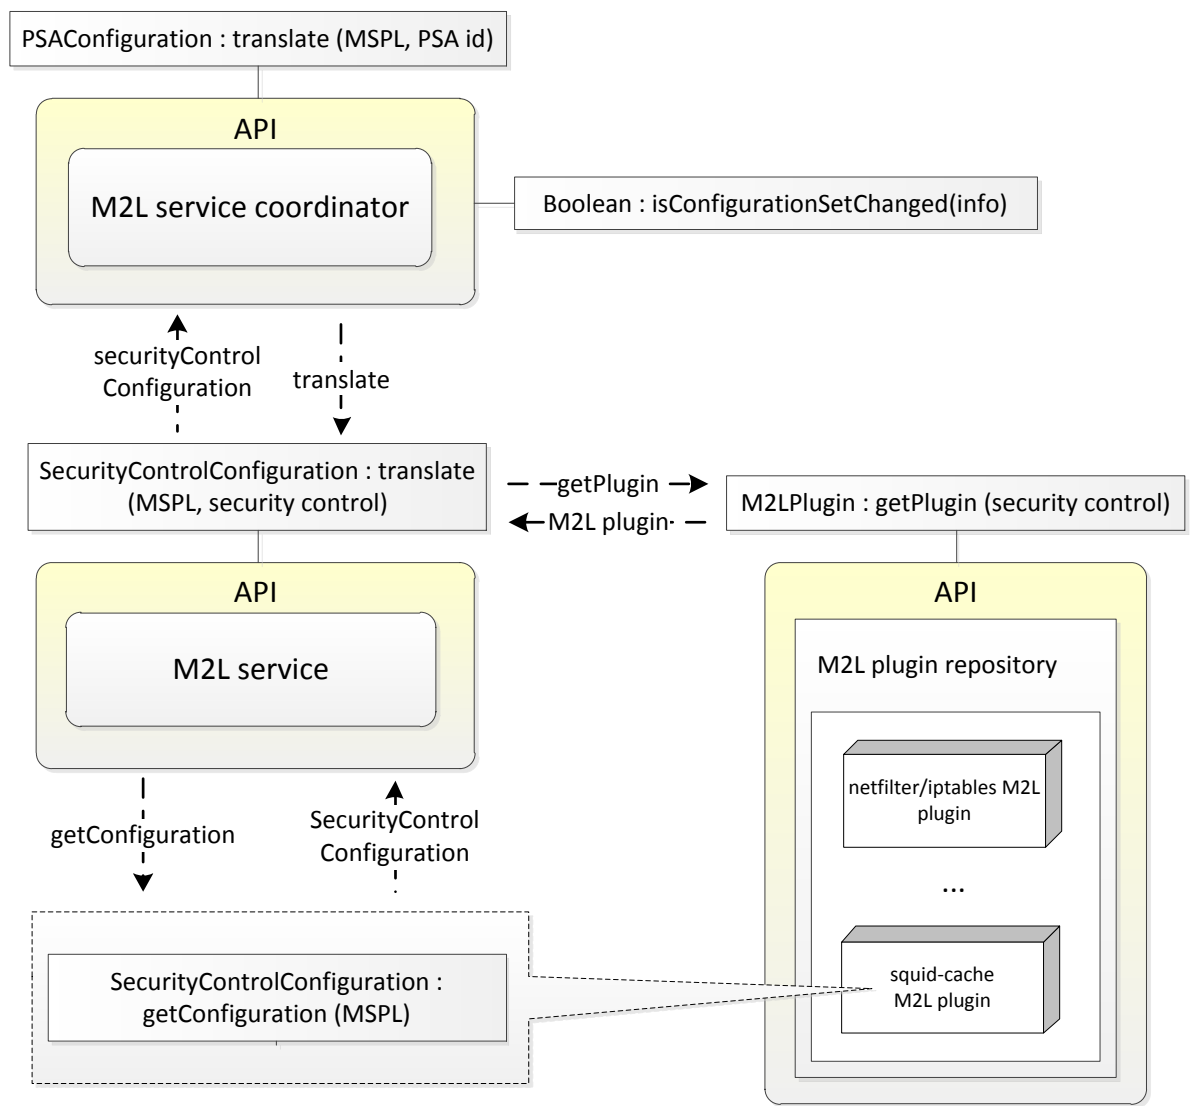 PSAConfiguration : translate (MSPL, PSA id)
API
M2L service coordinator
Boolean : isConfigurationSetChanged(info)
securityControl
Configuration
translate
SecurityControlConfiguration : translate
(MSPL, security control)
getPlugin
M2L plugin
M2LPlugin : getPlugin (security control)
API
M2L service
API
M2L plugin repository
netfilter/iptables M2L
plugin
...
squid-cache
M2L plugin
getConfiguration
SecurityControl
Configuration
SecurityControlConfiguration :
getConfiguration (MSPL)